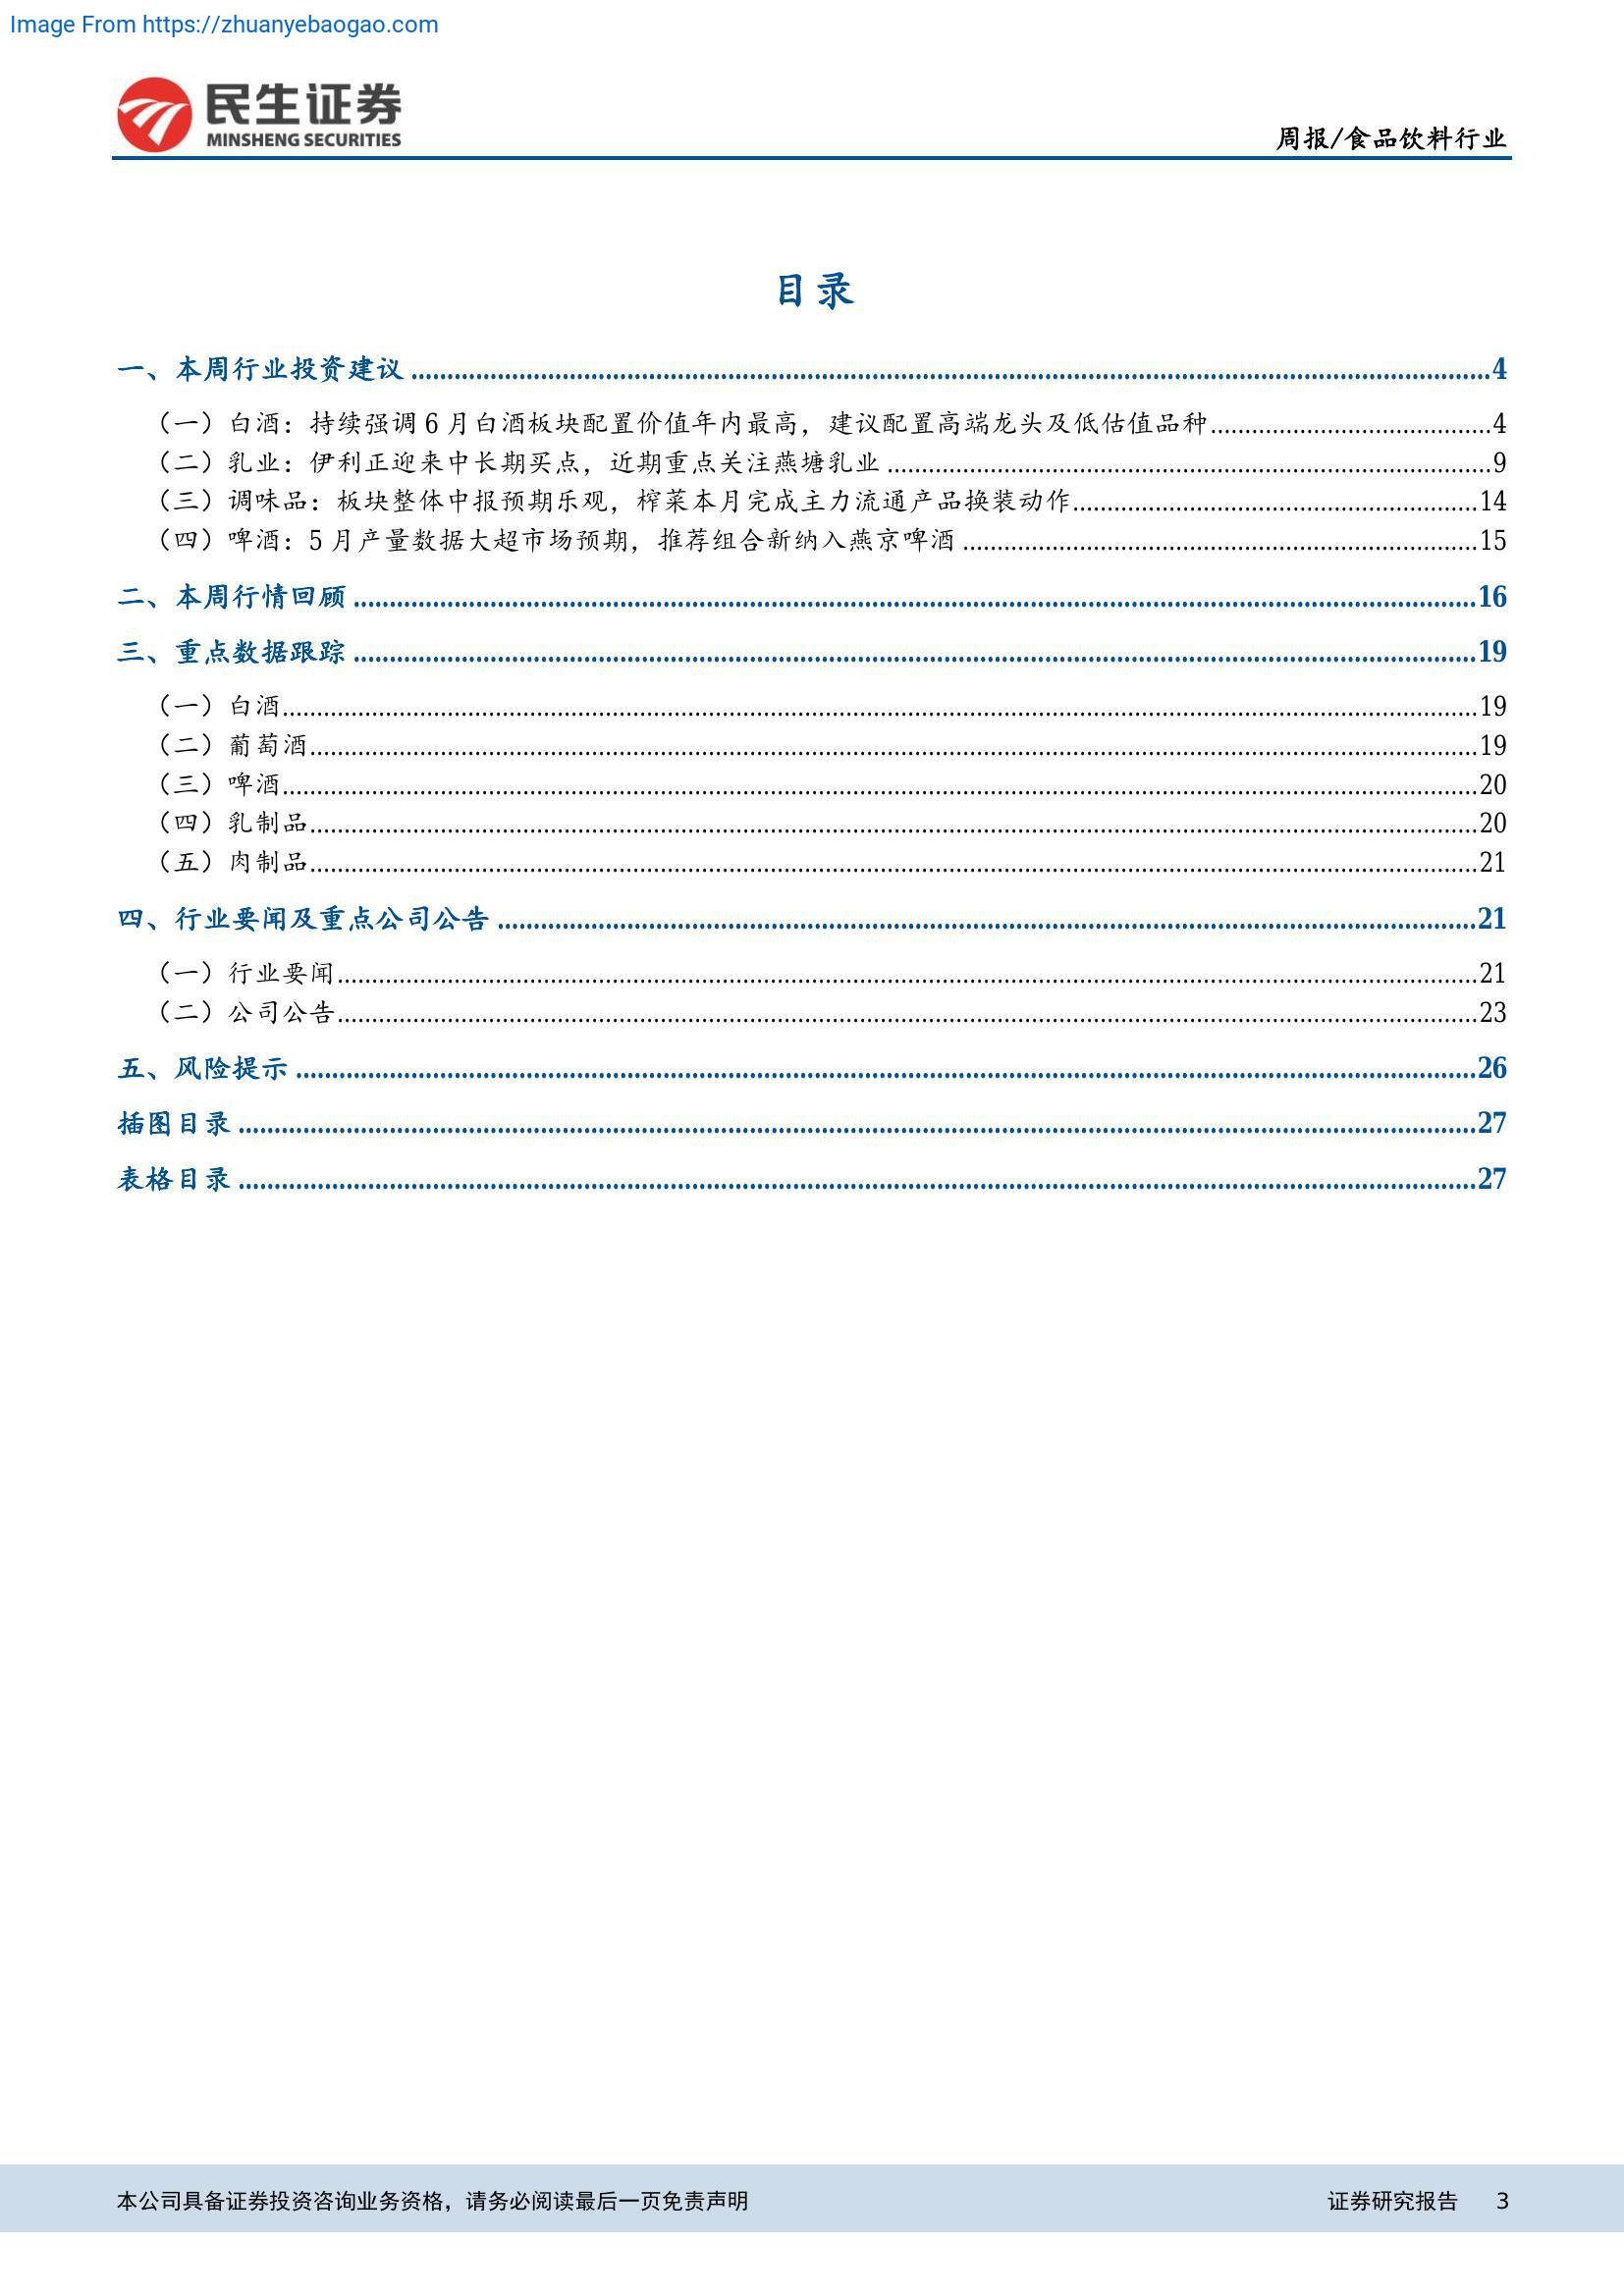 Image From https://zhuanyebaogao.com
民生证券
MINSHENG SECURITIES
周报/食品饮料行业
目录
一、本周行业投资建议 4
（一）白酒：持续强调 6 月白酒板块配置价值年内最高，建议配置高端龙头及低估值品种 4
（二）乳业：伊利正迎来中长期买点，近期重点关注燕塘乳业 9
（三）调味品：板块整体中报预期乐观，榨菜本月完成主力流通产品换装动作 14
（四）啤酒：5 月产量数据大超市场预期，推荐组合新纳入燕京啤酒 15
二、本周行情回顾 16
三、重点数据跟踪 19
（一）白酒 19
（二）葡萄酒 19
（三）啤酒 20
（四）乳制品 20
（五）肉制品 21
四、行业要闻及重点公司公告 21
（一）行业要闻 21
（二）公司公告 23
五、风险提示 26
插图目录 27
表格目录 27
本公司具备证券投资咨询业务资格，请务必阅读最后一页免责声明
证券研究报告 3